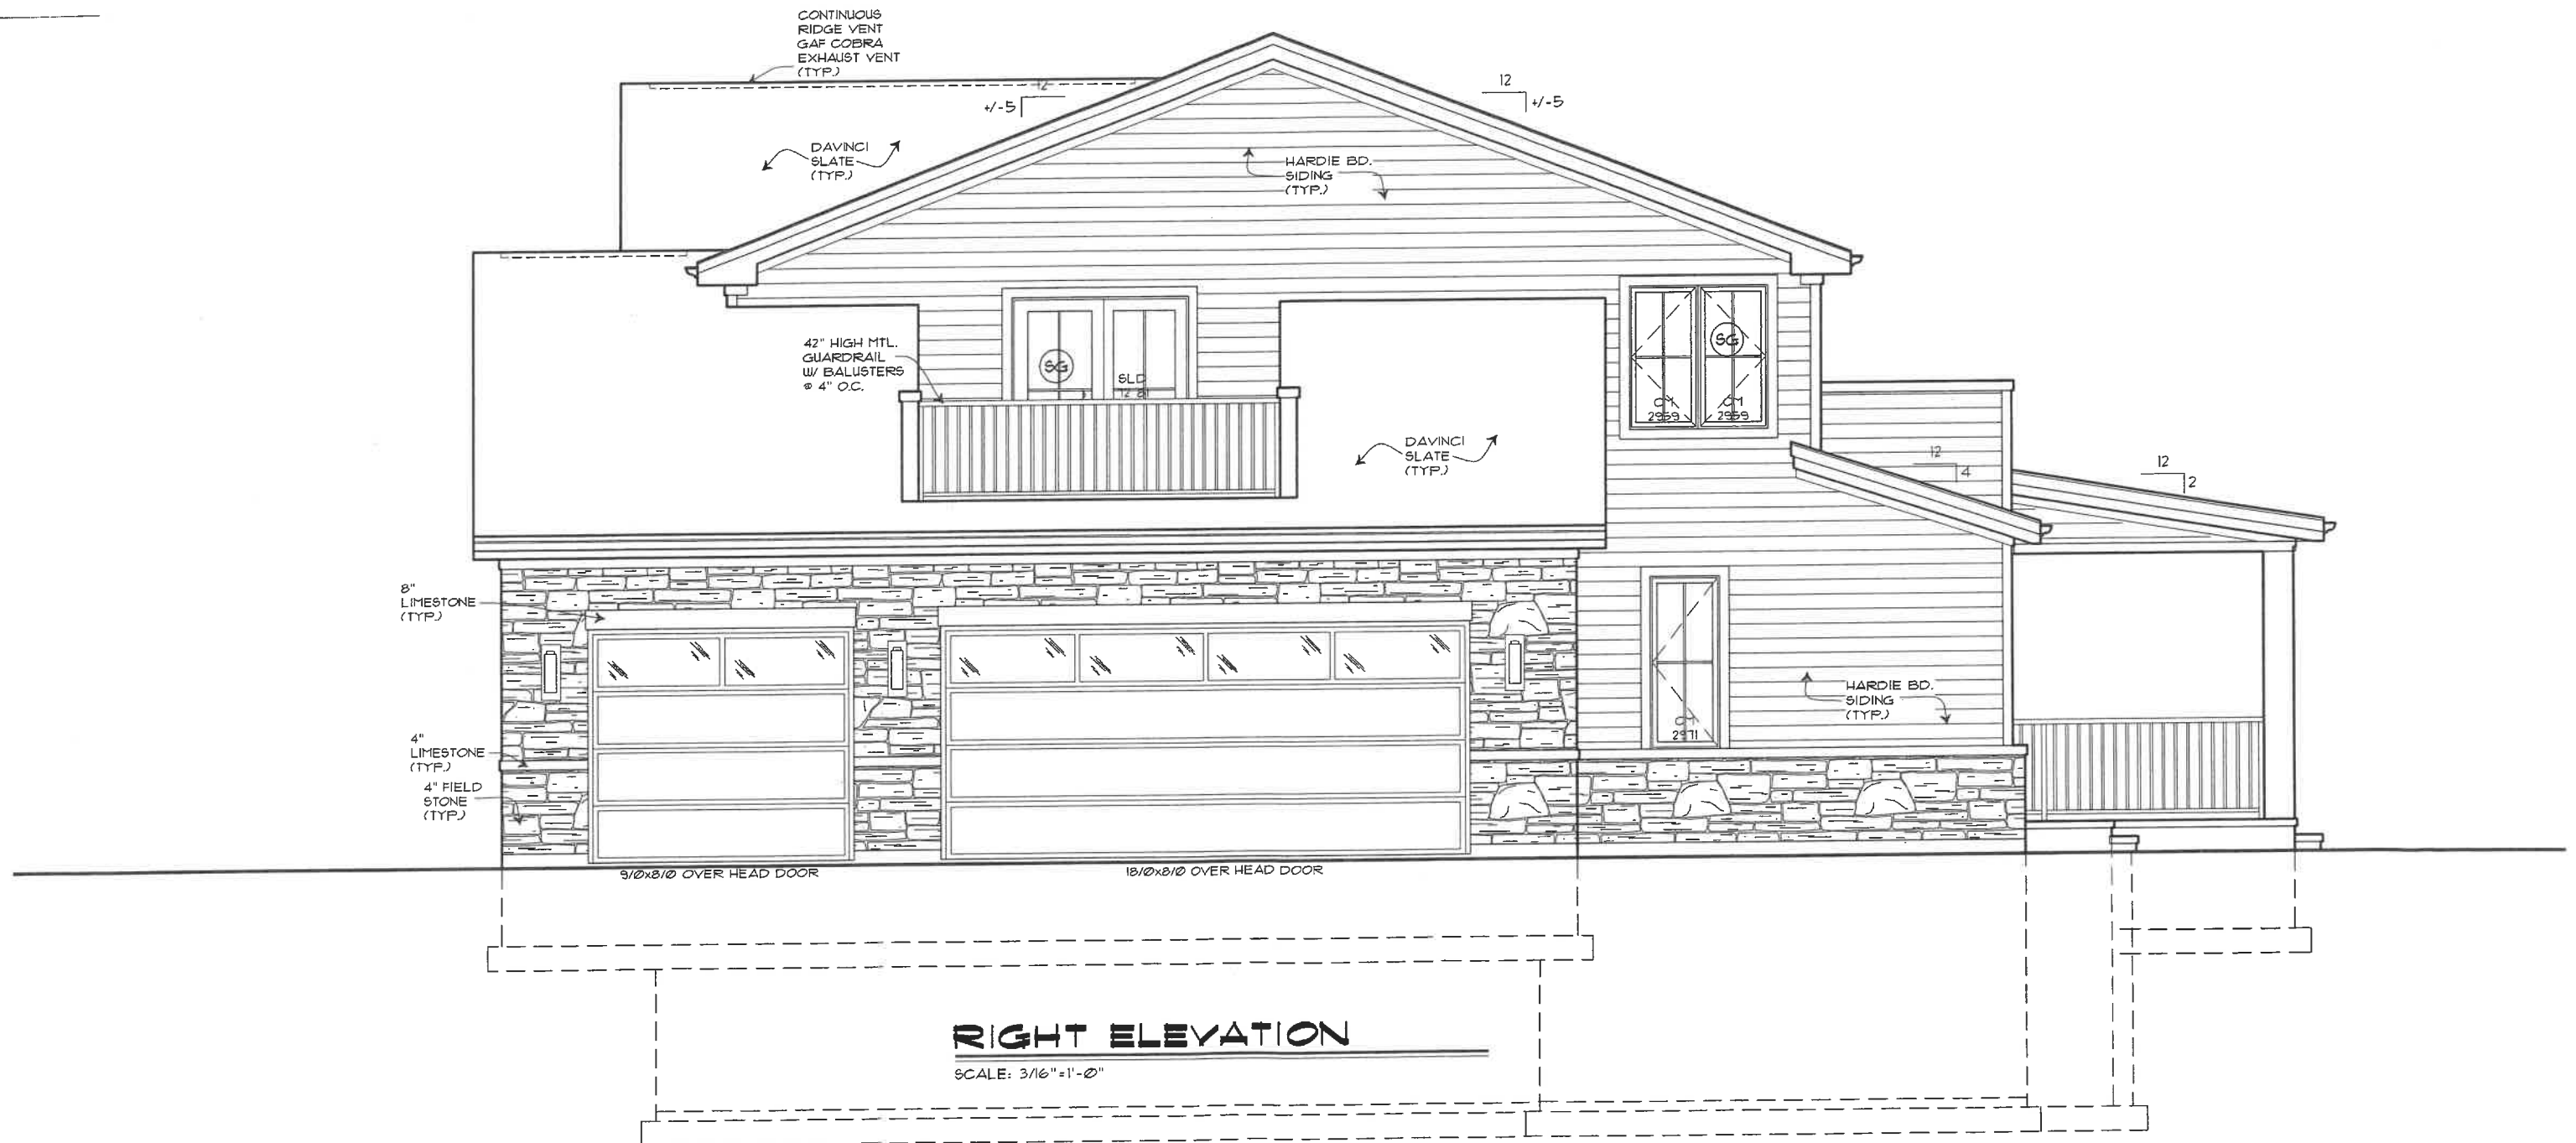 CONTINUOUS
RIDGE VENT
GAF COBRA
EXHAUST VENT
(TYP.)
12
+/-5
12
+/-5
DAVINCI
SLATE
(TYP.)
HARDIE BD.
SIDING
(TYP.)
42" HIGH MTL.
GUARDRAIL
W/ BALUSTERS
@ 4" O.C.
SG
SLD
SG
CM
2959
CM
2959
DAVINCI
SLATE
(TYP.)
12
4
12
2
8"
LIMESTONE
(TYP.)
4"
LIMESTONE
(TYP.)
4" FIELD
STONE
(TYP.)
HARDIE BD.
SIDING
(TYP.)
CM
2971
9/0x8/0 OVER HEAD DOOR
18/0x8/0 OVER HEAD DOOR
RIGHT ELEVATION
SCALE: 3/16"=1'-0"